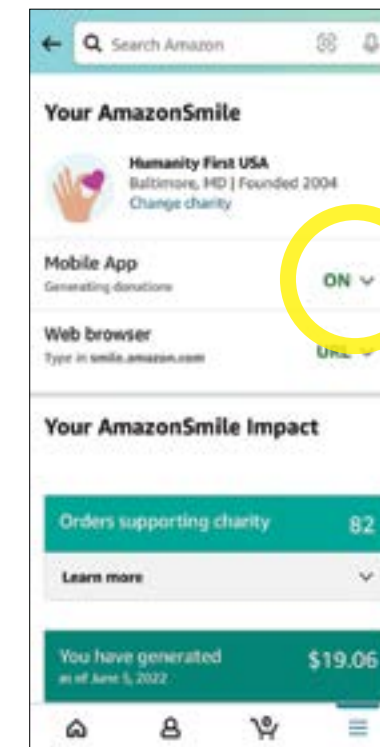 Search Amazon
Your AmazonSmile
Humanity First USA
Baltimore, MD | Founded 2004
Change charity
Mobile App
ON
Generating donations
Web browser
URL
Type in smile.amazon.com
Your AmazonSmile Impact
Orders supporting charity 82
Learn more
You have generated $19.06
as of June 5, 2022